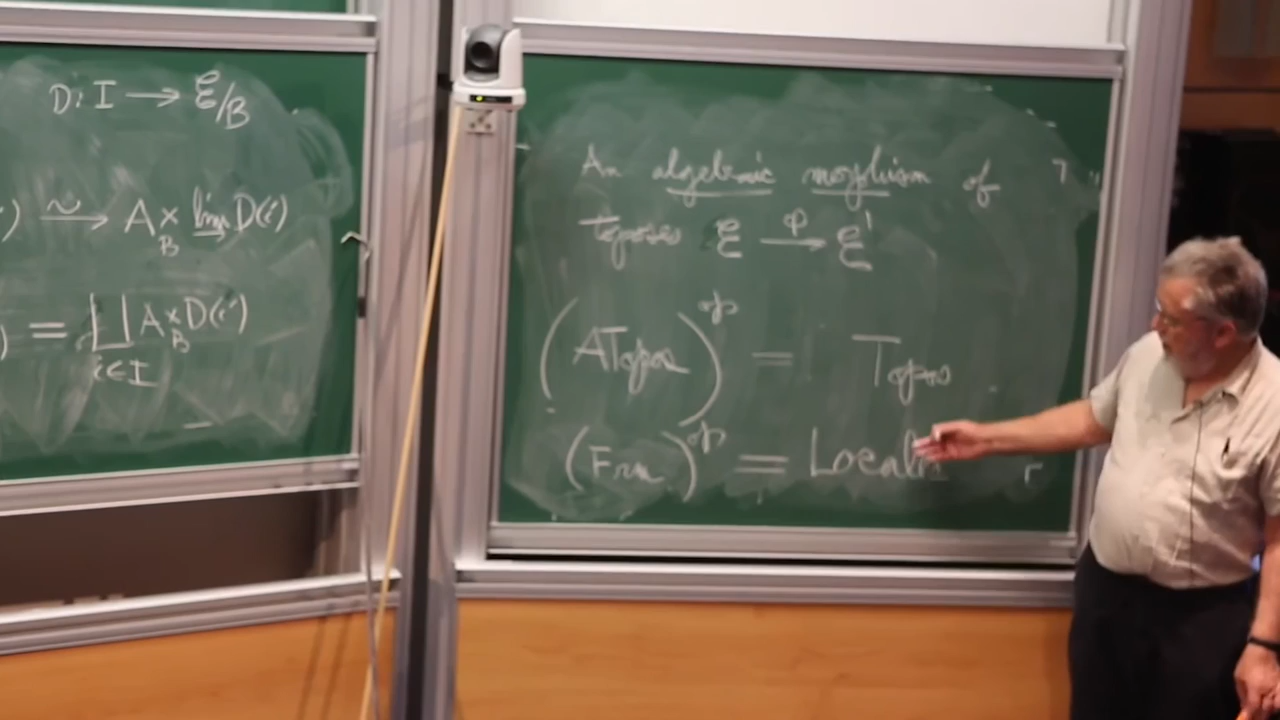 D: I → ℰ/B
) ~→ A ×_B lim→ D(i)
) = ∐_{i∈I} A ×_B D(i)
An algebraic morphism of
toposes ℰ —φ→ ℰ'
(ATopos)^op = Topos
(Frm)^op = Locales